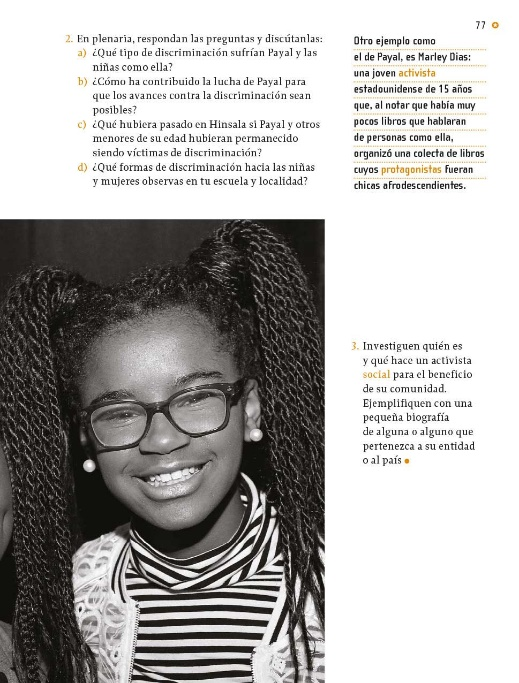 77
2. En plenaria, respondan las preguntas y discútanlas:
a) ¿Qué tipo de discriminación sufrían Payal y las
niñas como ella?
b) ¿Cómo ha contribuido la lucha de Payal para
que los avances contra la discriminación sean
posibles?
c) ¿Qué hubiera pasado en Hinsala si Payal y otros
menores de su edad hubieran permanecido
siendo víctimas de discriminación?
d) ¿Qué formas de discriminación hacia las niñas
y mujeres observas en tu escuela y localidad?
Otro ejemplo como
el de Payal, es Marley Dias:
una joven activista
estadounidense de 15 años
que, al notar que había muy
pocos libros que hablaran
de personas como ella,
organizó una colecta de libros
cuyos protagonistas fueran
chicas afrodescendientes.
3. Investiguen quién es
y qué hace un activista
social para el beneficio
de su comunidad.
Ejemplifiquen con una
pequeña biografía
de alguna o alguno que
pertenezca a su entidad
o al país